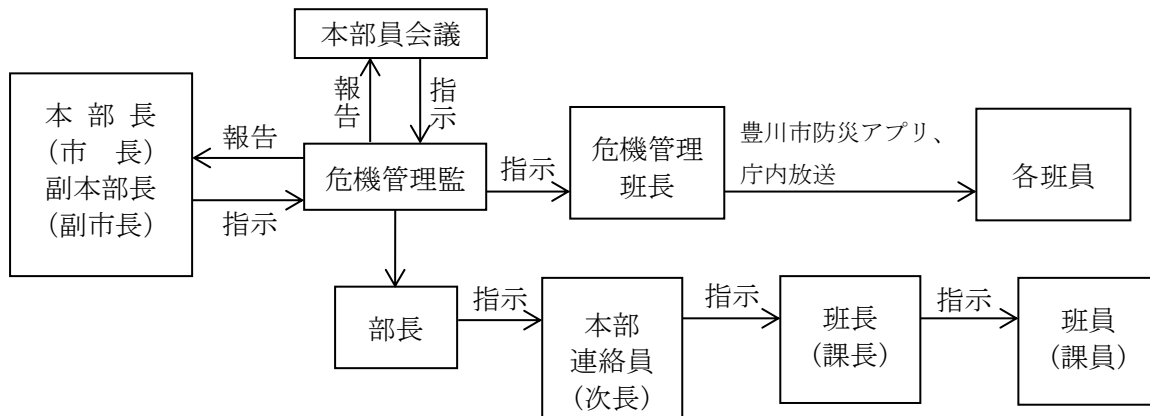 本部員会議
報告
指示
本 部 長
(市　長)
副本部長
(副市長)
報告
指示
危機管理監
指示
危機管理
班長
豊川市防災アプリ、
庁内放送
各班員
部長
指示
本部
連絡員
(次長)
指示
班長
(課長)
指示
班員
(課員)